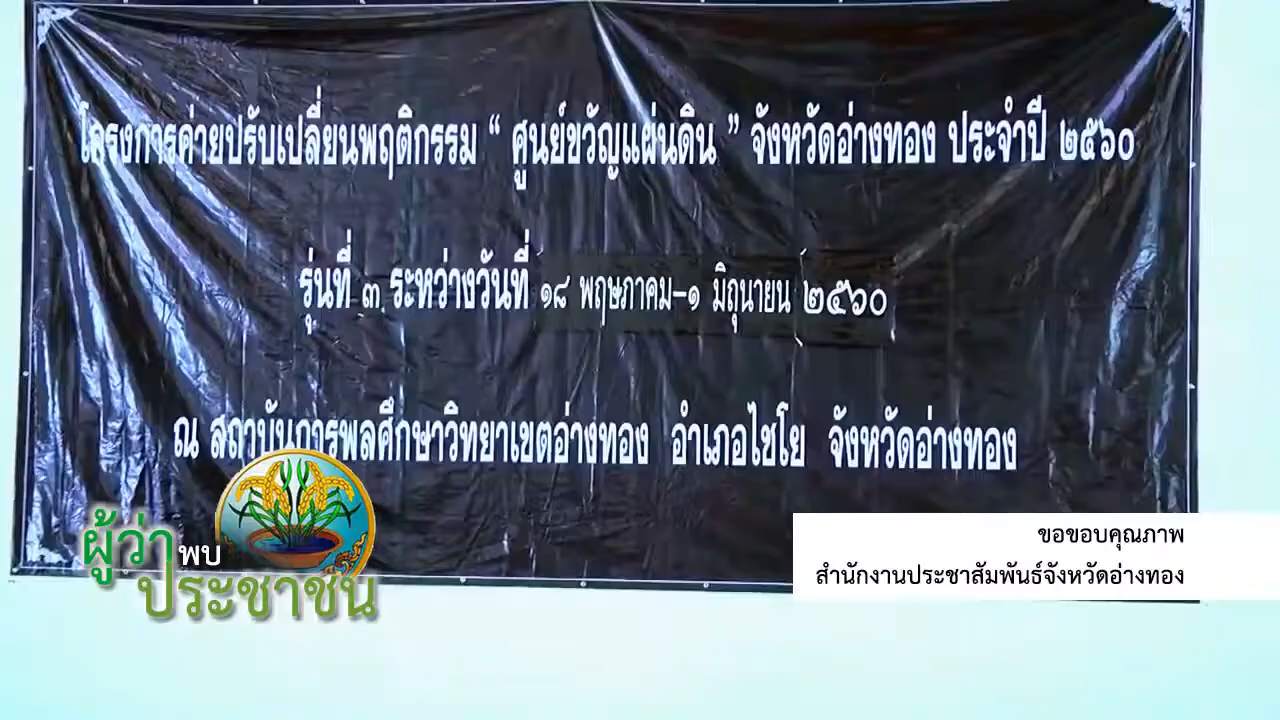 โครงการค่ายปรับเปลี่ยนพฤติกรรม “ ศูนย์ขวัญแผ่นดิน ” จังหวัดอ่างทอง ประจำปี ๒๕๖๐
รุ่นที่ ๓ ระหว่างวันที่ ๑๘ พฤษภาคม-๑ มิถุนายน ๒๕๖๐
ณ สถาบันการพลศึกษาวิทยาเขตอ่างทอง อำเภอไชโย จังหวัดอ่างทอง
ผู้ว่า พบ
ประชาชน
ขอขอบคุณภาพ
สำนักงานประชาสัมพันธ์จังหวัดอ่างทอง